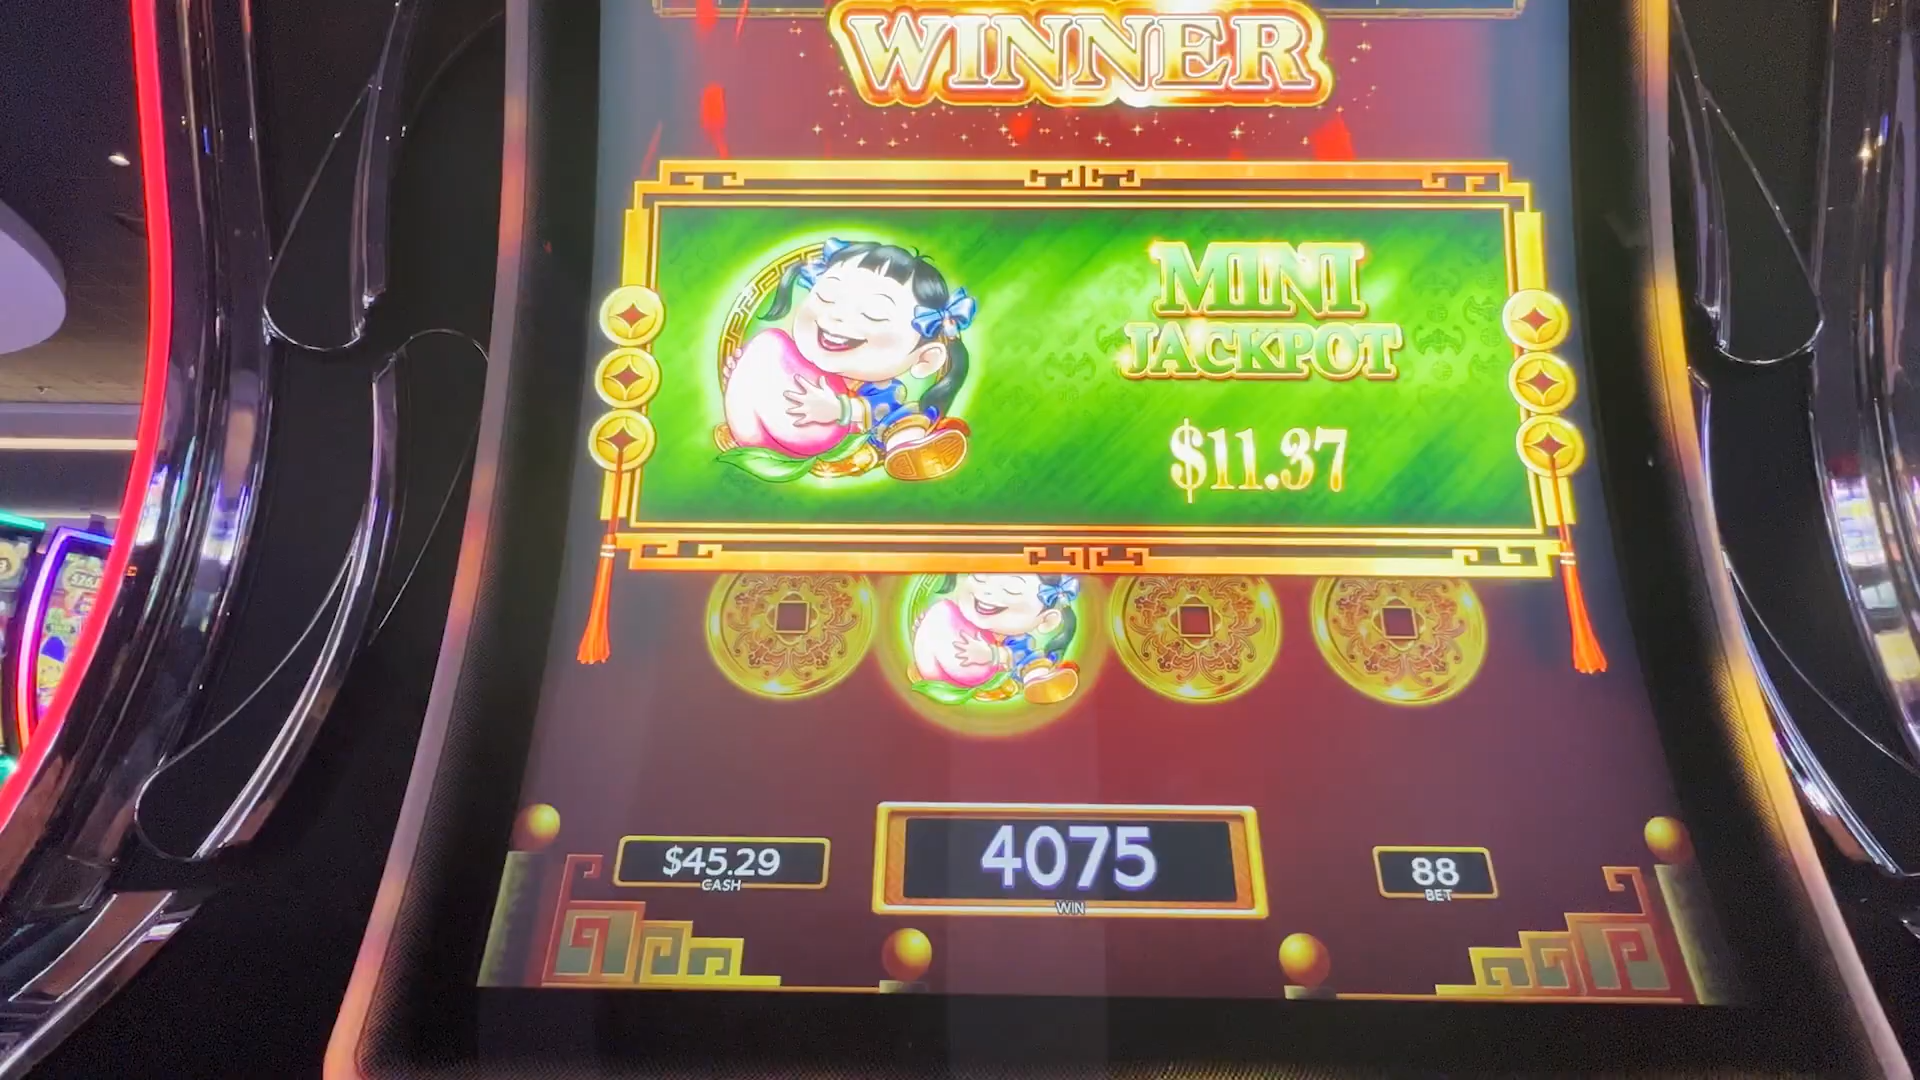 WINNER
MINI
JACKPOT
$11.37
$45.29
CASH
4075
WIN
88
BET